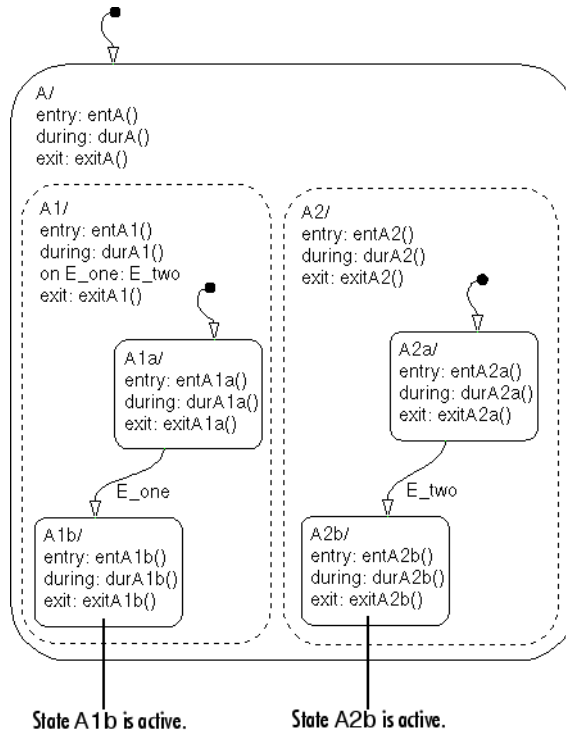 A/
entry: entA()
during: durA()
exit: exitA()
A1/
entry: entA1()
during: durA1()
on E_one: E_two
exit: exitA1()
A1a/
entry: entA1a()
during: durA1a()
exit: exitA1a()
E_one
A1b/
entry: entA1b()
during: durA1b()
exit: exitA1b()
A2/
entry: entA2()
during: durA2()
exit: exitA2()
A2a/
entry: entA2a()
during: durA2a()
exit: exitA2a()
E_two
A2b/
entry: entA2b()
during: durA2b()
exit: exitA2b()
State A1b is active.
State A2b is active.